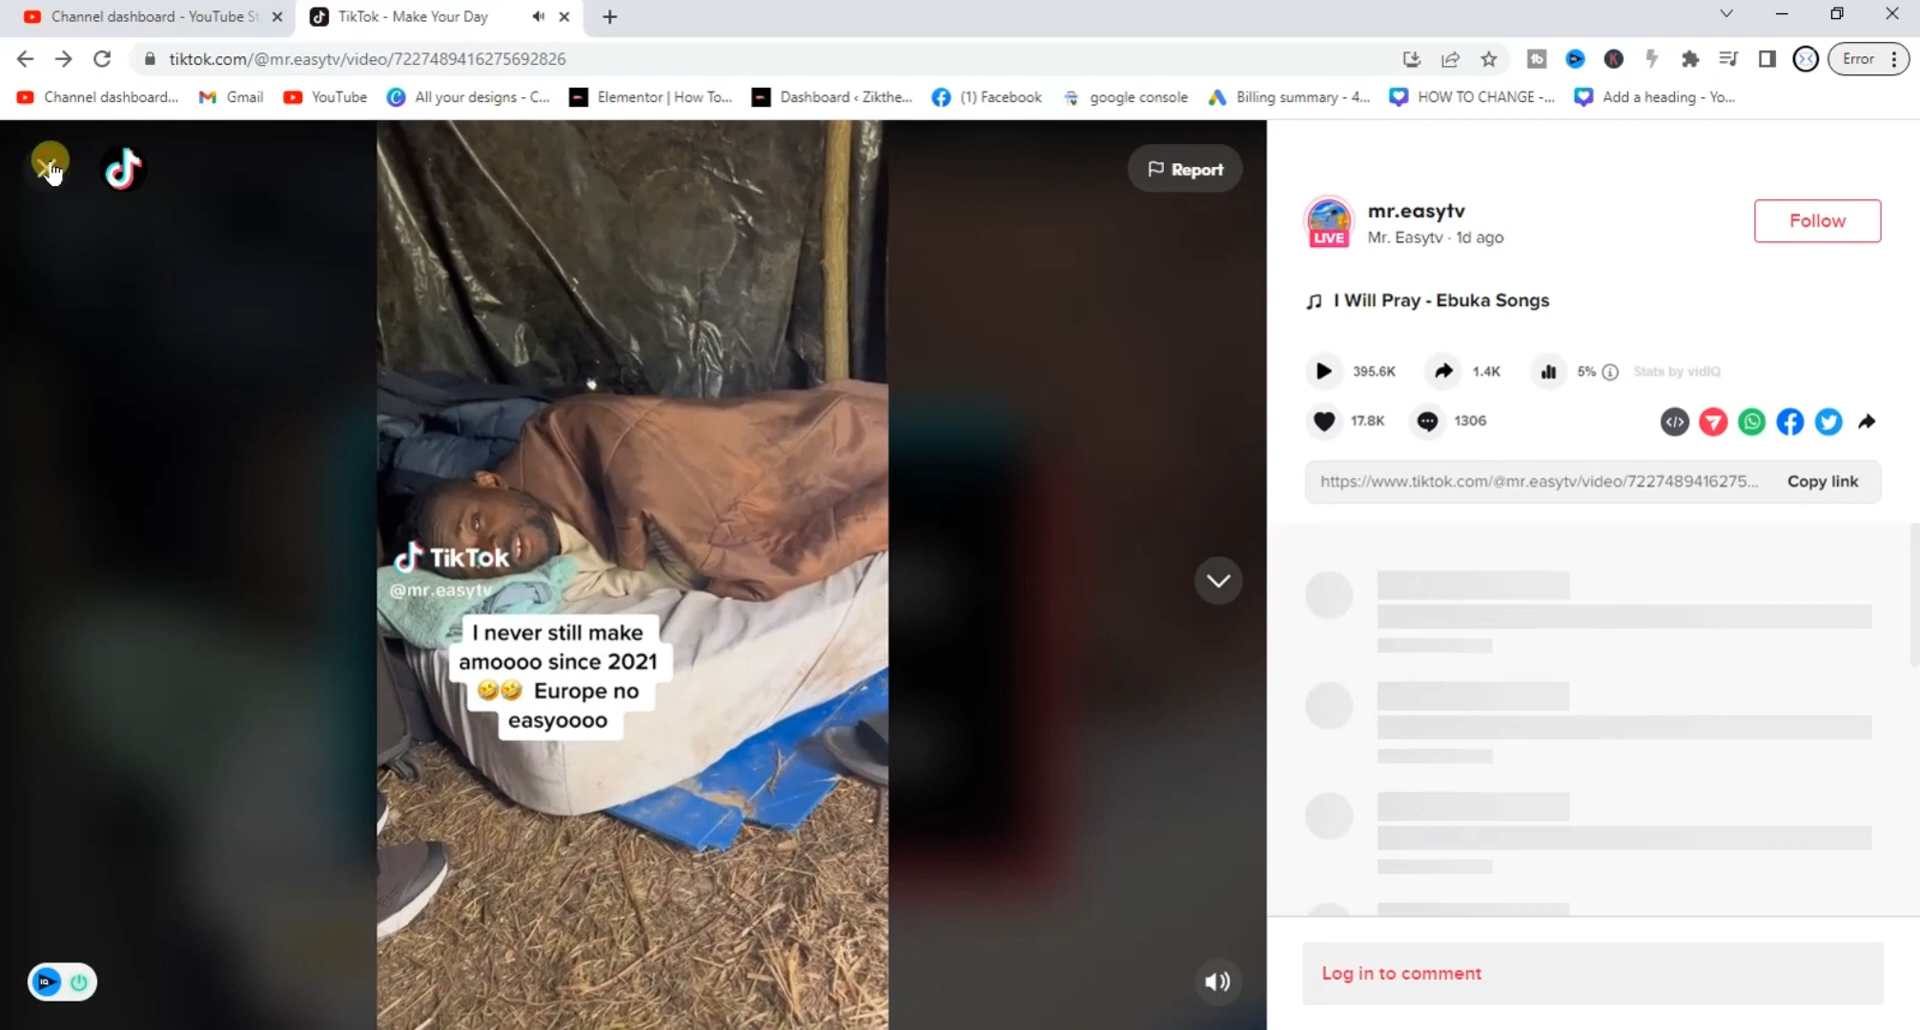 Channel dashboard - YouTube St
TikTok - Make Your Day
tiktok.com/@mr.easytv/video/7227489416275692826
Error
Channel dashboard...
Gmail
YouTube
All your designs - C...
Elementor | How To...
Dashboard ‹ Zikthe...
(1) Facebook
google console
Billing summary - 4...
HOW TO CHANGE -...
Add a heading - Yo...
Report
TikTok
@mr.easytv
I never still make
amoooo since 2021
🤣🤣 Europe no
easyoooo
mr.easytv
LIVE
Mr. Easytv · 1d ago
Follow
I Will Pray - Ebuka Songs
395.6K
1.4K
5%
Stats by vidIQ
17.8K
1306
https://www.tiktok.com/@mr.easytv/video/7227489416275...
Copy link
Log in to comment